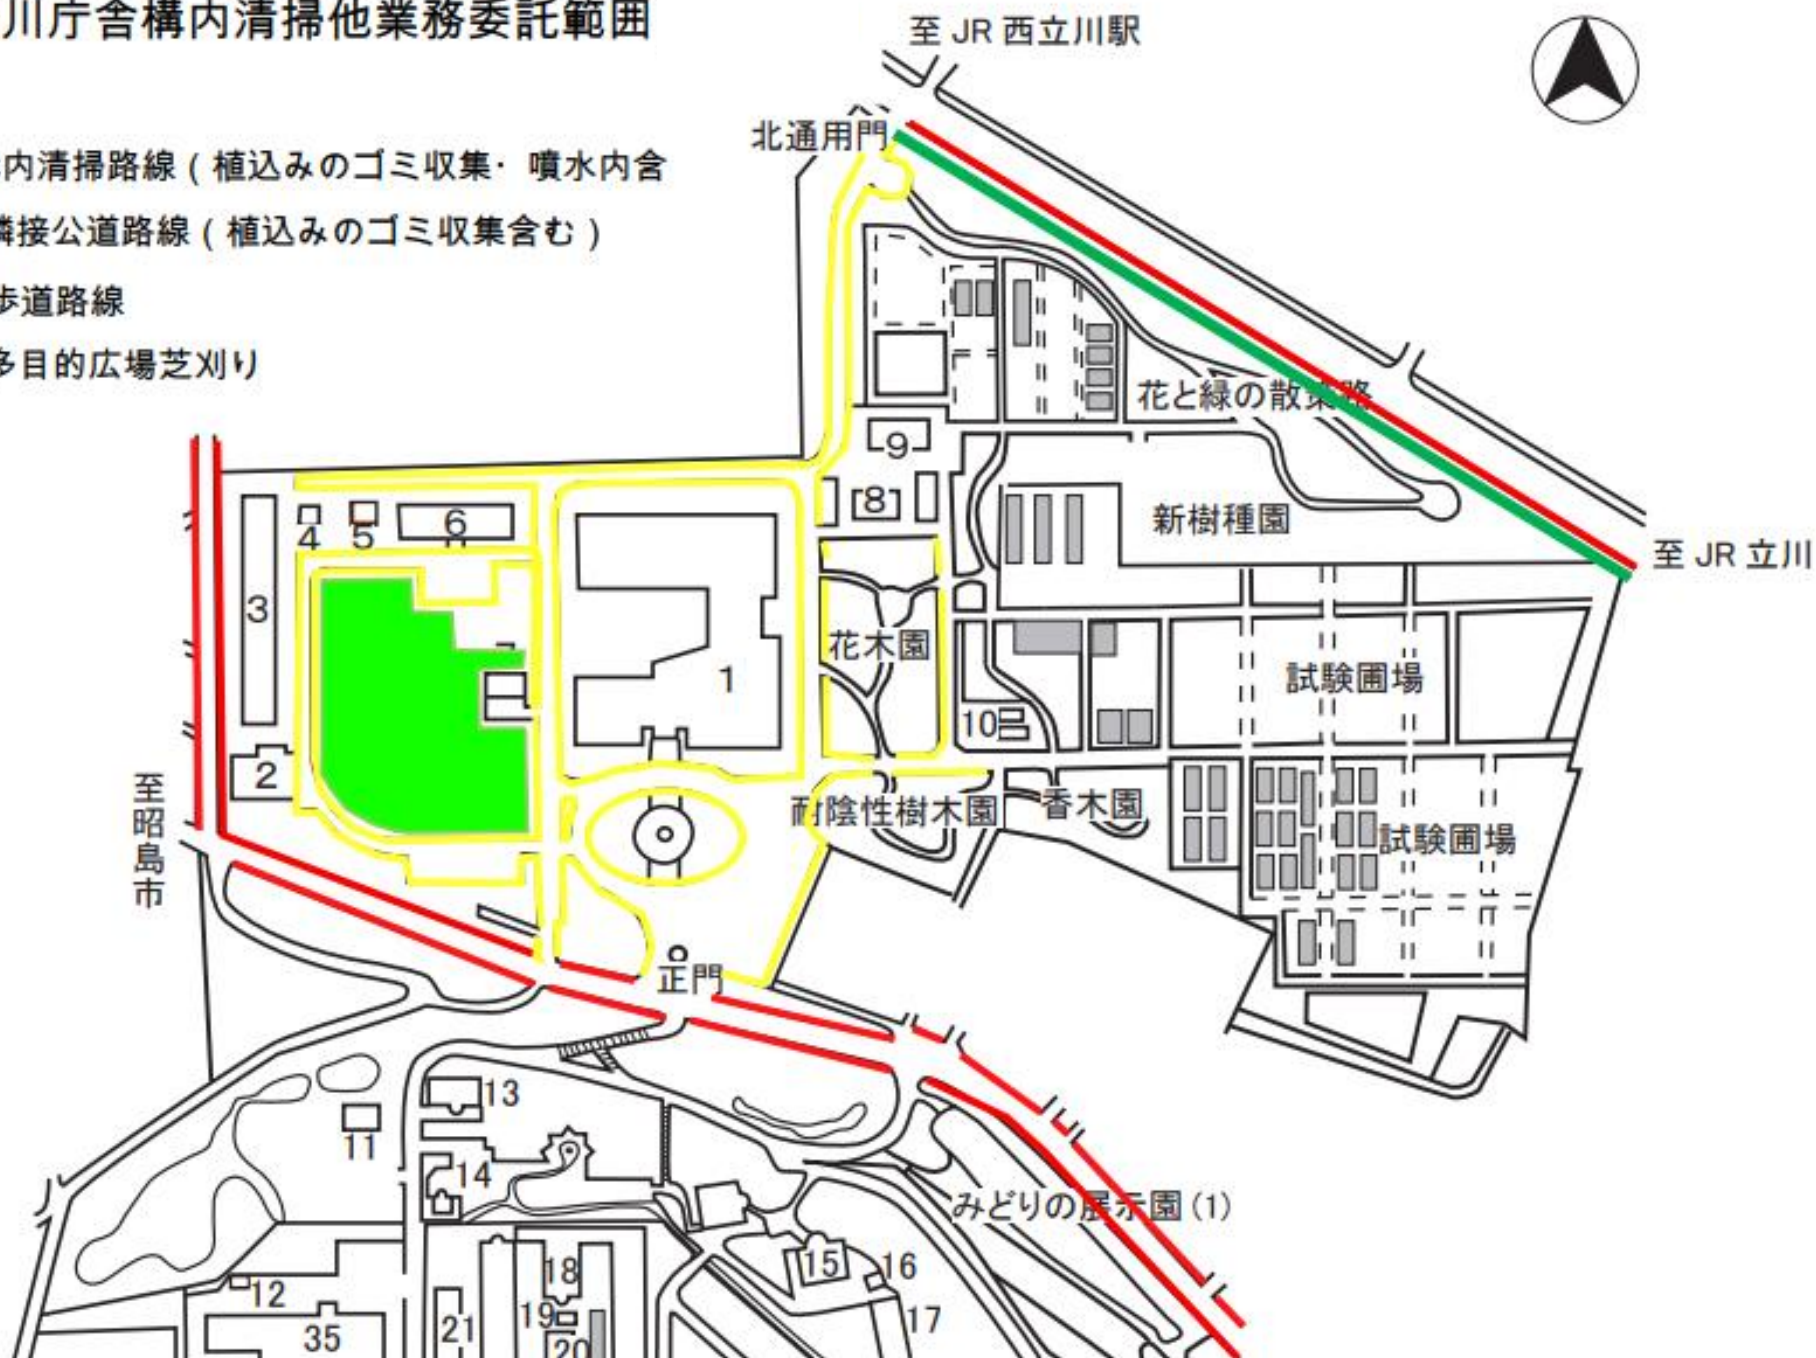 川庁舎構内清掃他業務委託範囲
至 JR 西立川駅
北通用門
内清掃路線 ( 植込みのゴミ収集・ 噴水内含
隣接公道路線 ( 植込みのゴミ収集含む )
歩道路線
多目的広場芝刈り
花と緑の散策路
9
8
新樹種園
至 JR 立川
4
5
6
3
花木園
1
試験圃場
10
2
至昭島市
耐陰性樹木園
香木園
試験圃場
正門
13
11
14
みどりの展示園 (1)
12
18
15
16
35
21
19
20
17